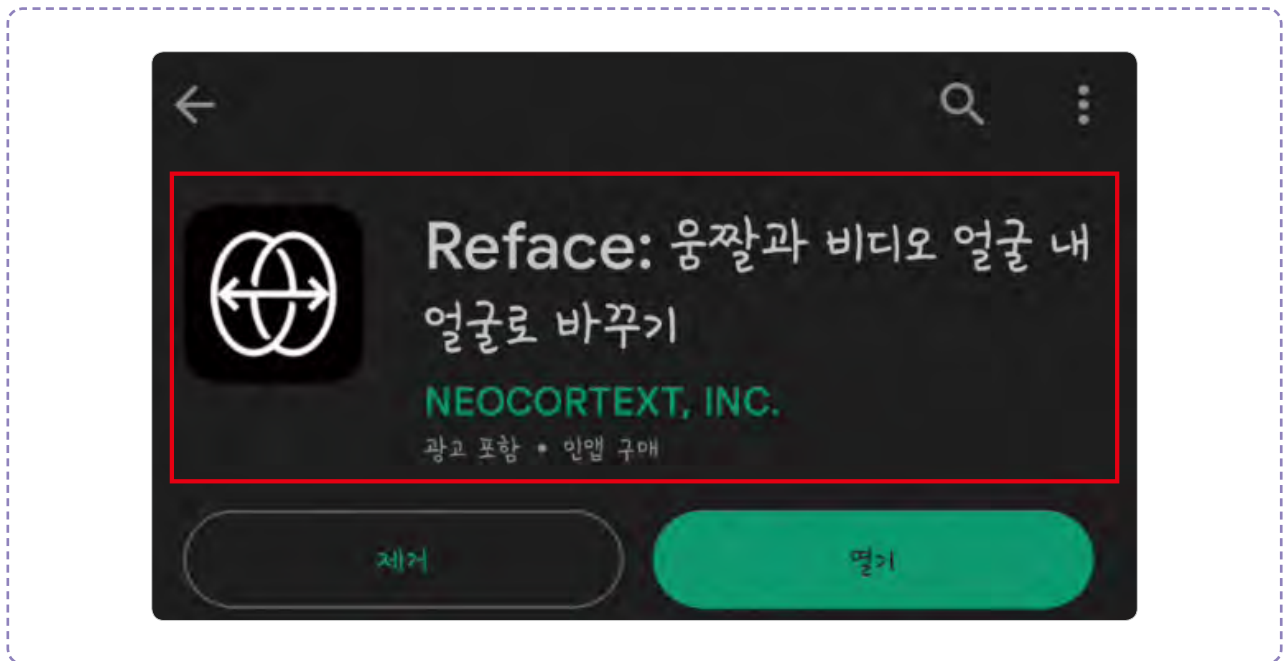 Reface: 움짤과 비디오 얼굴 내
얼굴로 바꾸기
NEOCORTEXT, INC.
광고 포함 • 인앱 구매
제거
열기